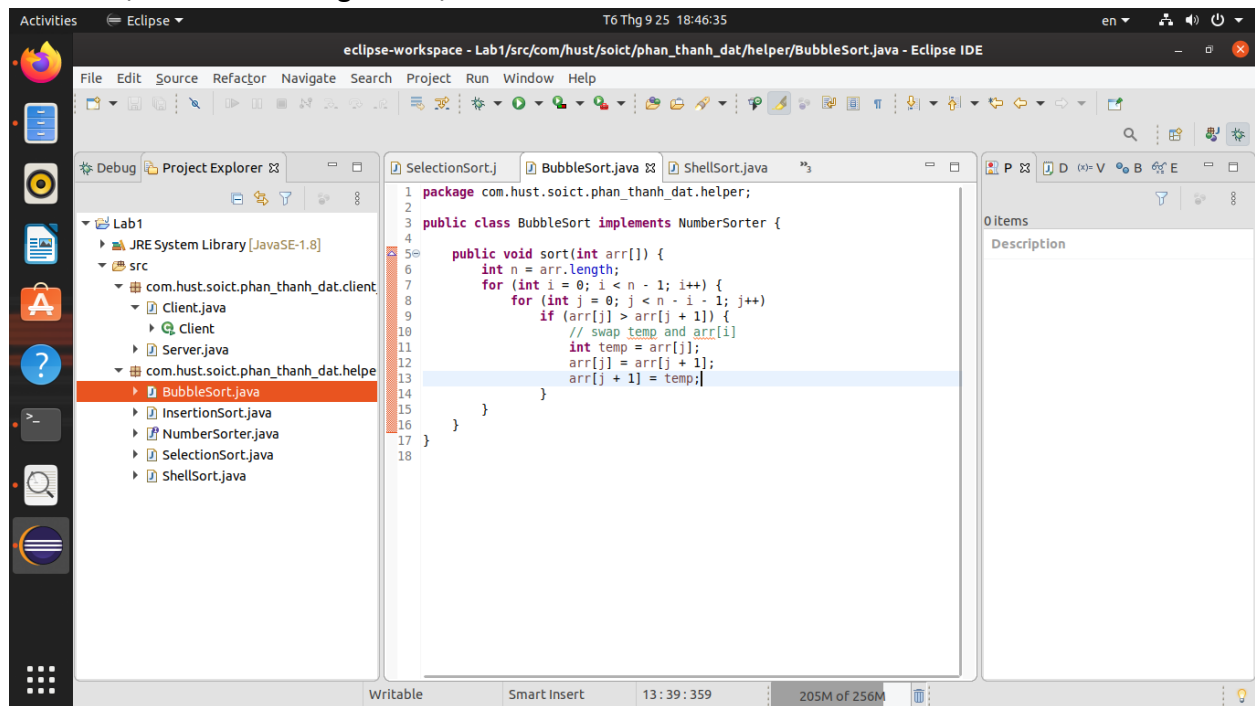 Activities Eclipse T6 Thg 9 25 18:46:35 en
eclipse-workspace - Lab1/src/com/hust/soict/phan_thanh_dat/helper/BubbleSort.java - Eclipse IDE
File Edit Source Refactor Navigate Search Project Run Window Help
Debug Project Explorer SelectionSort.j BubbleSort.java ShellSort.java »3 P D (x)= V B E
Lab1
JRE System Library [JavaSE-1.8]
src
com.hust.soict.phan_thanh_dat.client
Client.java
Client
Server.java
com.hust.soict.phan_thanh_dat.helpe
BubbleSort.java
InsertionSort.java
NumberSorter.java
SelectionSort.java
ShellSort.java
1 package com.hust.soict.phan_thanh_dat.helper;
2
3 public class BubbleSort implements NumberSorter {
4
5 public void sort(int arr[]) {
6 int n = arr.length;
7 for (int i = 0; i < n - 1; i++) {
8 for (int j = 0; j < n - i - 1; j++)
9 if (arr[j] > arr[j + 1]) {
10 // swap temp and arr[i]
11 int temp = arr[j];
12 arr[j] = arr[j + 1];
13 arr[j + 1] = temp;
14 }
15 }
16 }
17 }
18
0 items
Description
Writable Smart Insert 13 : 39 : 359 205M of 256M